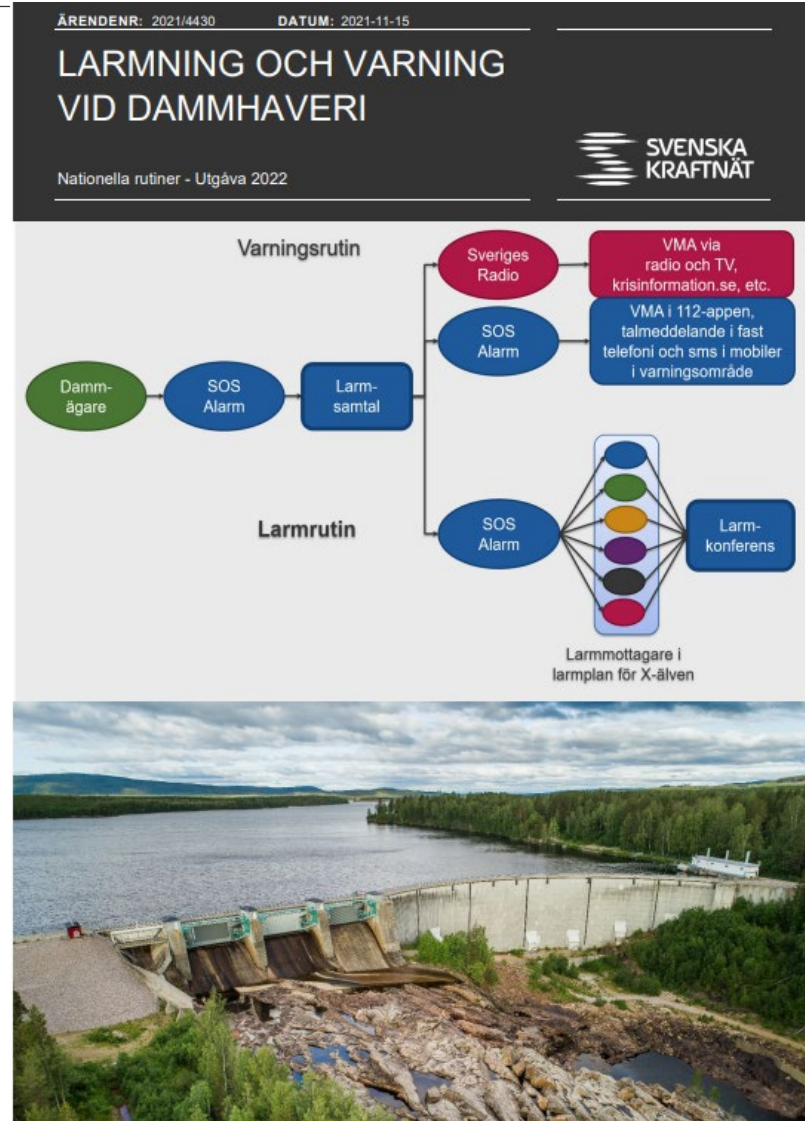 ÄRENDENR: 2021/4430 DATUM: 2021-11-15
LARMNING OCH VARNING
VID DAMMHAVERI
Nationella rutiner - Utgåva 2022
SVENSKA
KRAFTNÄT
Varningsrutin
Sveriges
Radio
VMA via
radio och TV,
krisinformation.se, etc.
SOS
Alarm
VMA i 112-appen,
talmeddelande i fast
telefoni och sms i mobiler
i varningsområde
Damm-
ägare
SOS
Alarm
Larm-
samtal
Larmrutin
SOS
Alarm
Larm-
konferens
Larmmottagare i
larmplan för X-älven